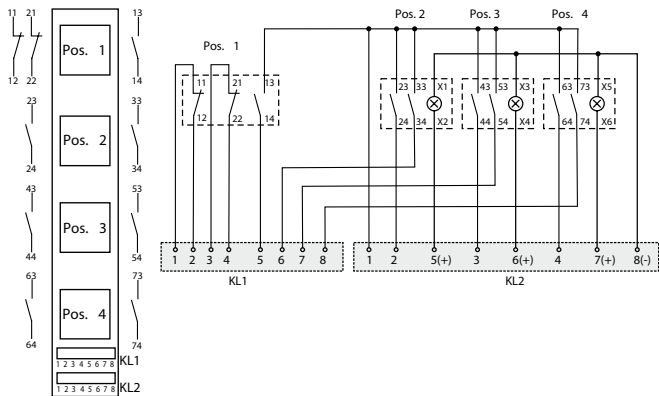 11 21 13
Pos. 1
12 22 14
23 33
Pos. 2
24 34
43 53
Pos. 3
44 54
63 73
Pos. 4
64 74
1 2 3 4 5 6 7 8 KL1
1 2 3 4 5 6 7 8 KL2
Pos. 2 Pos. 3 Pos. 4
Pos. 1
11 21 13
12 22 14
23 33 X1 43 53 X3 63 73 X5
24 34 X2 44 54 X4 64 74 X6
1 2 3 4 5 6 7 8
KL1
1 2 5(+) 3 6(+) 4 7(+) 8(-)
KL2